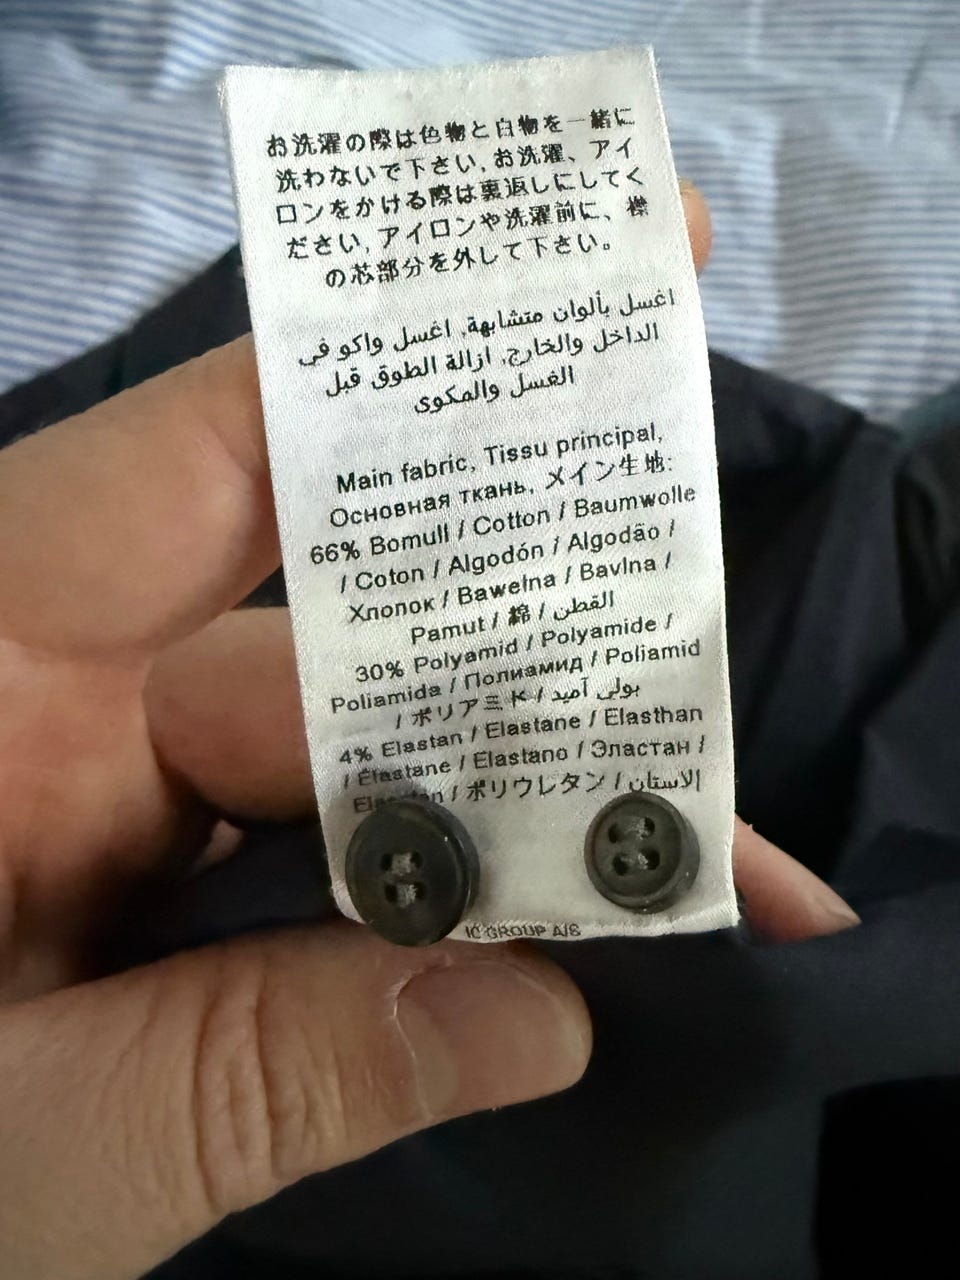 お洗濯の際は色物と白物を一緒に
洗わないで下さい, お洗濯、アイ
ロンをかける際は裏返しにしてく
ださい, アイロンや洗濯前に、襟
の芯部分を外して下さい。
اغسل بألوان متشابهة, اغسل واكو في
الداخل والخارج, ازالة الطوق قبل
الغسل والمكوى
Main fabric, Tissu principal,
Основная ткань, メイン生地:
66% Bomull / Cotton / Baumwolle
/ Coton / Algodón / Algodão /
Хлопок / Bawełna / Bavlna /
Pamut / 綿 / القطن
30% Polyamid / Polyamide /
Poliamida / Полиамид / Poliamid
/ ポリアミド / بولى آميد
4% Elastan / Elastane / Elasthan
/ Élastane / Elastano / Эластан /
/ ポリウレタン / الاستان
IC GROUP A/S